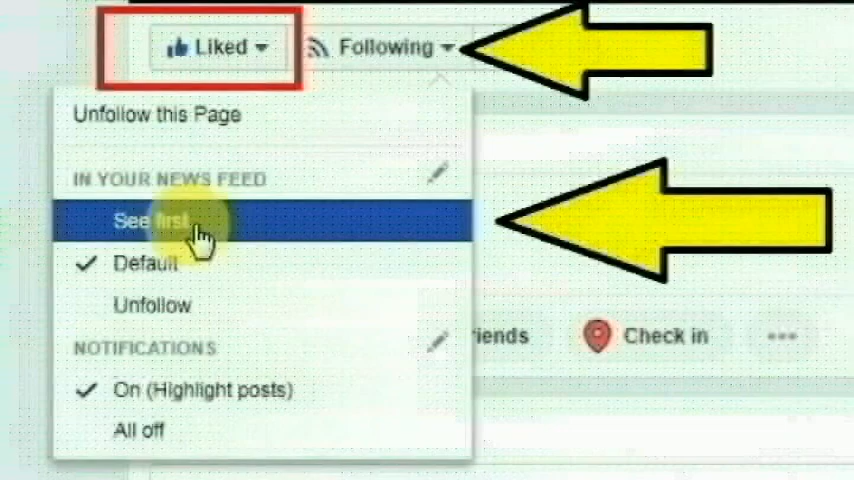 Liked Following
Unfollow this Page
IN YOUR NEWS FEED
See first
Default
Unfollow
NOTIFICATIONS
On (Highlight posts)
All off
riends Check in